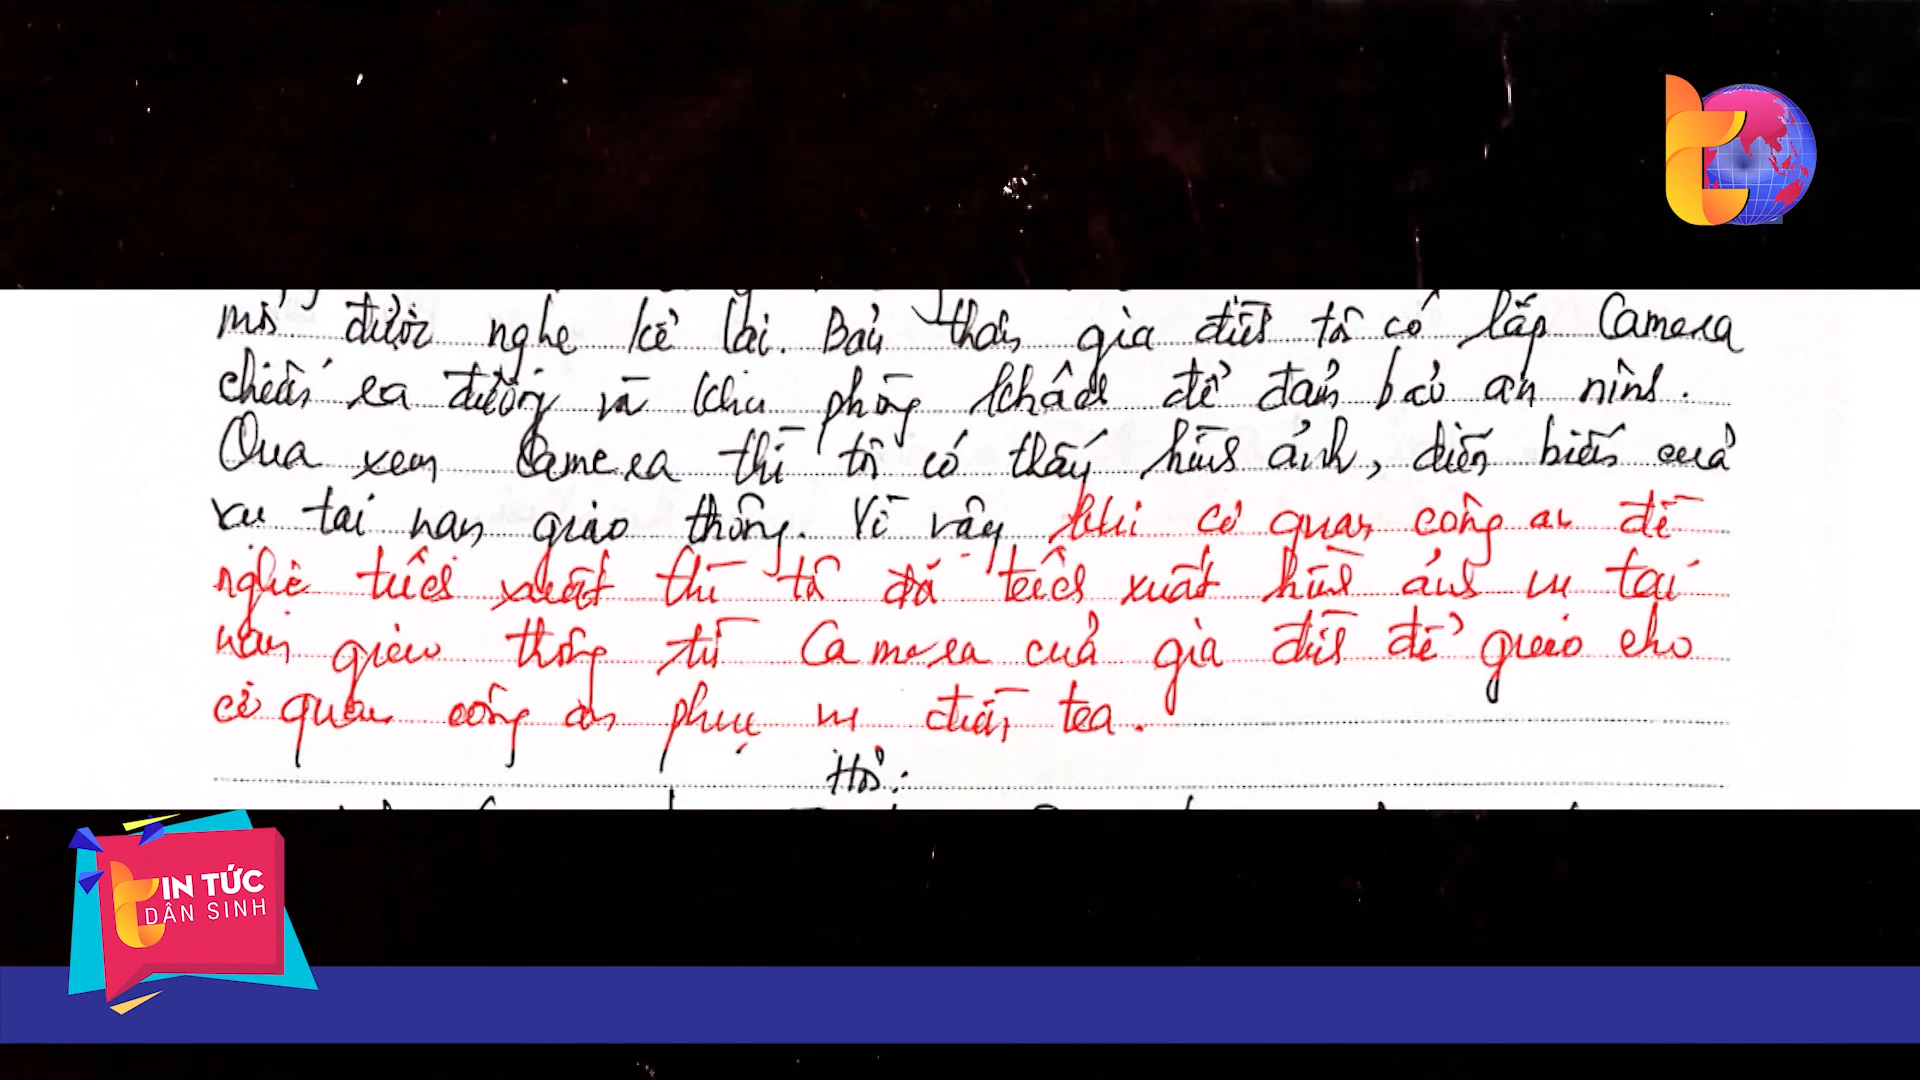 mới được nghe kể lại. Bản thân gia đình tôi có lắp Camera
chiếu ra đường và khu phòng khách để đảm bảo an ninh.
Qua xem Camera thì tôi có thấy hình ảnh, diễn biến của
vụ tai nạn giao thông. Vì vậy khi cơ quan công an đề
nghị trích xuất thì tôi đã trích xuất hình ảnh vụ tai
nạn giao thông từ Camera của gia đình để giao cho
cơ quan công an phục vụ điều tra.
Hỏi:
TIN TỨC
DÂN SINH